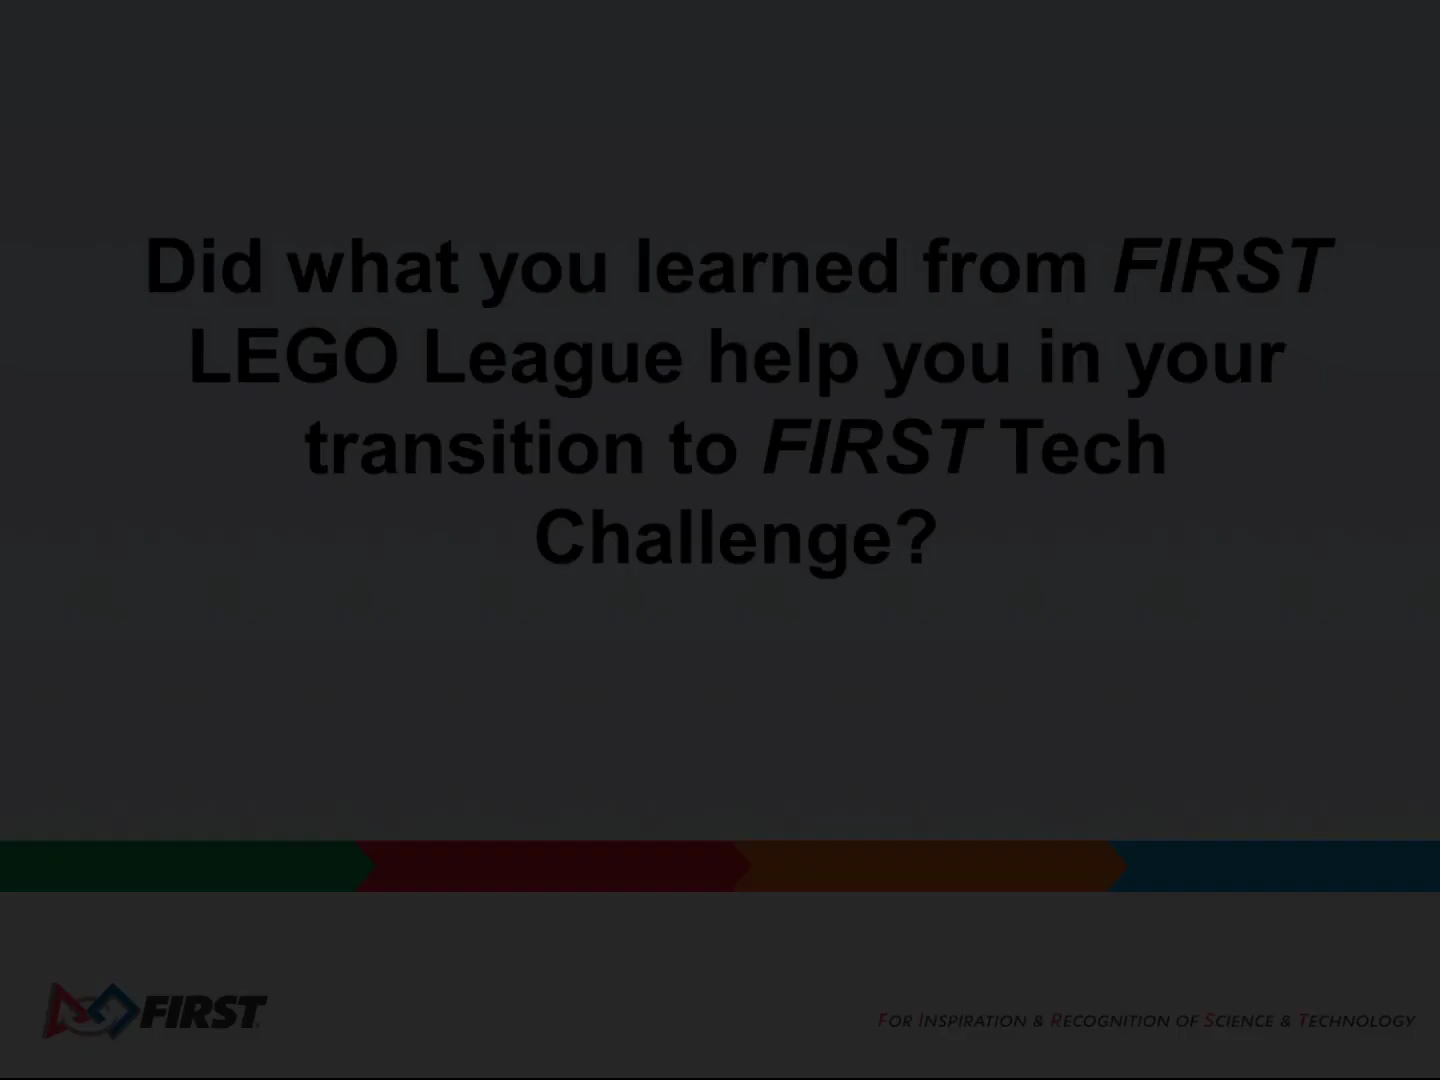 Did what you learned from FIRST
LEGO League help you in your
transition to FIRST Tech
Challenge?
FIRST
FOR INSPIRATION & RECOGNITION OF SCIENCE & TECHNOLOGY